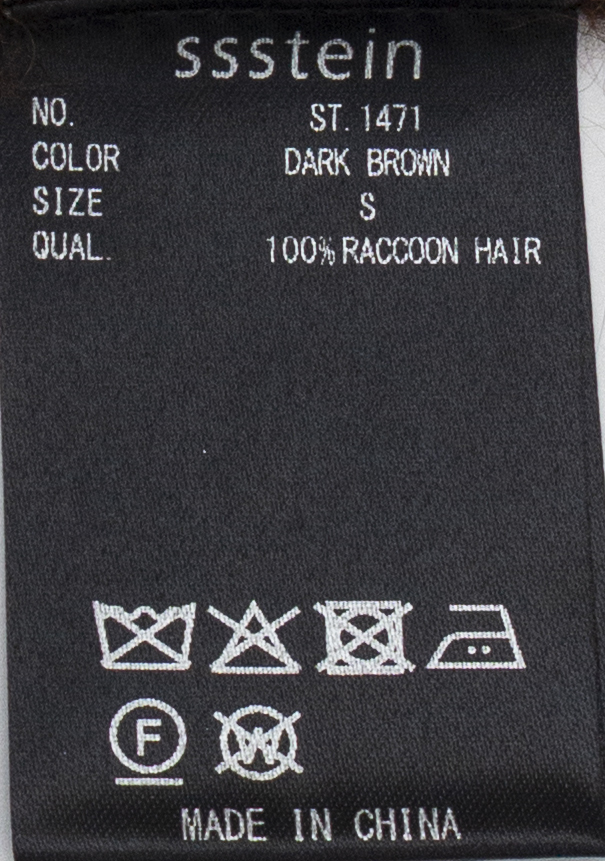 ssstein
NO. ST.1471
COLOR DARK BROWN
SIZE S
QUAL. 100% RACCOON HAIR
F W
MADE IN CHINA